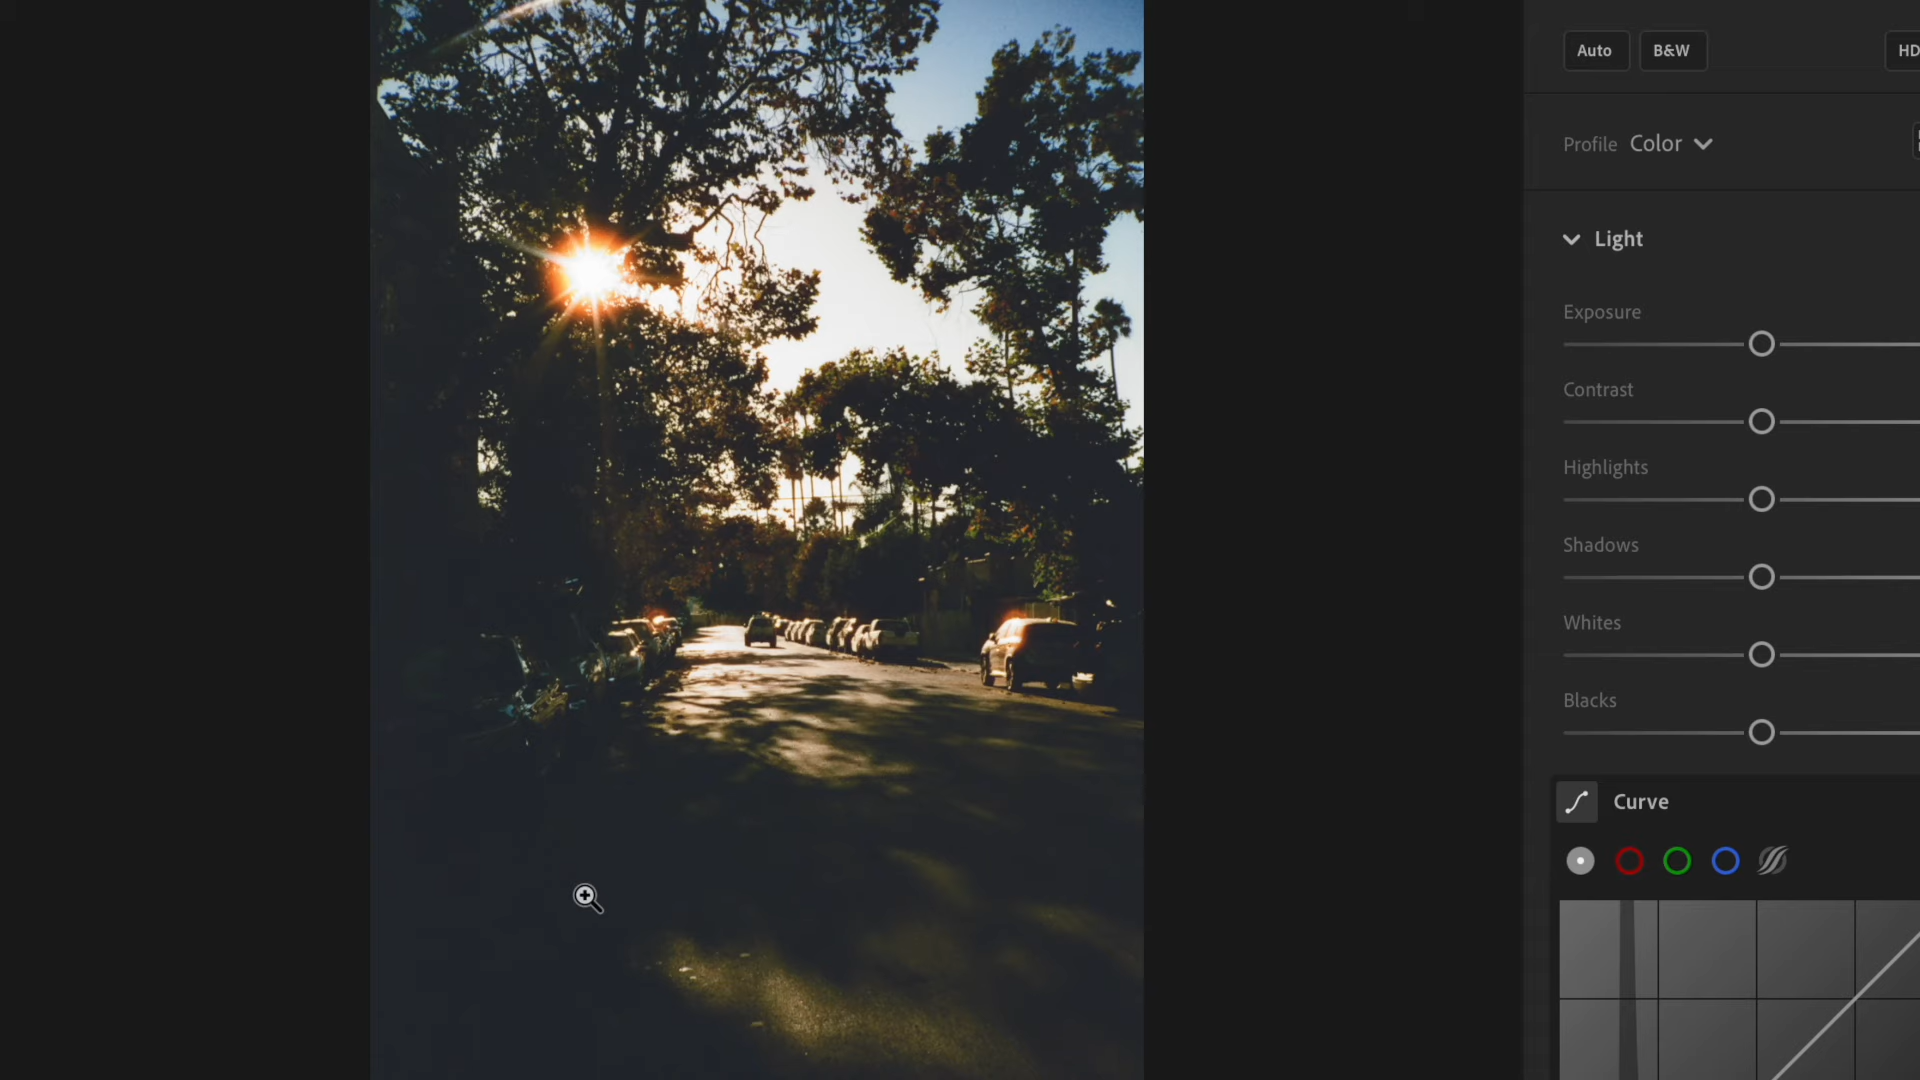 Auto B&W HD
Profile Color
Light
Exposure
Contrast
Highlights
Shadows
Whites
Blacks
Curve